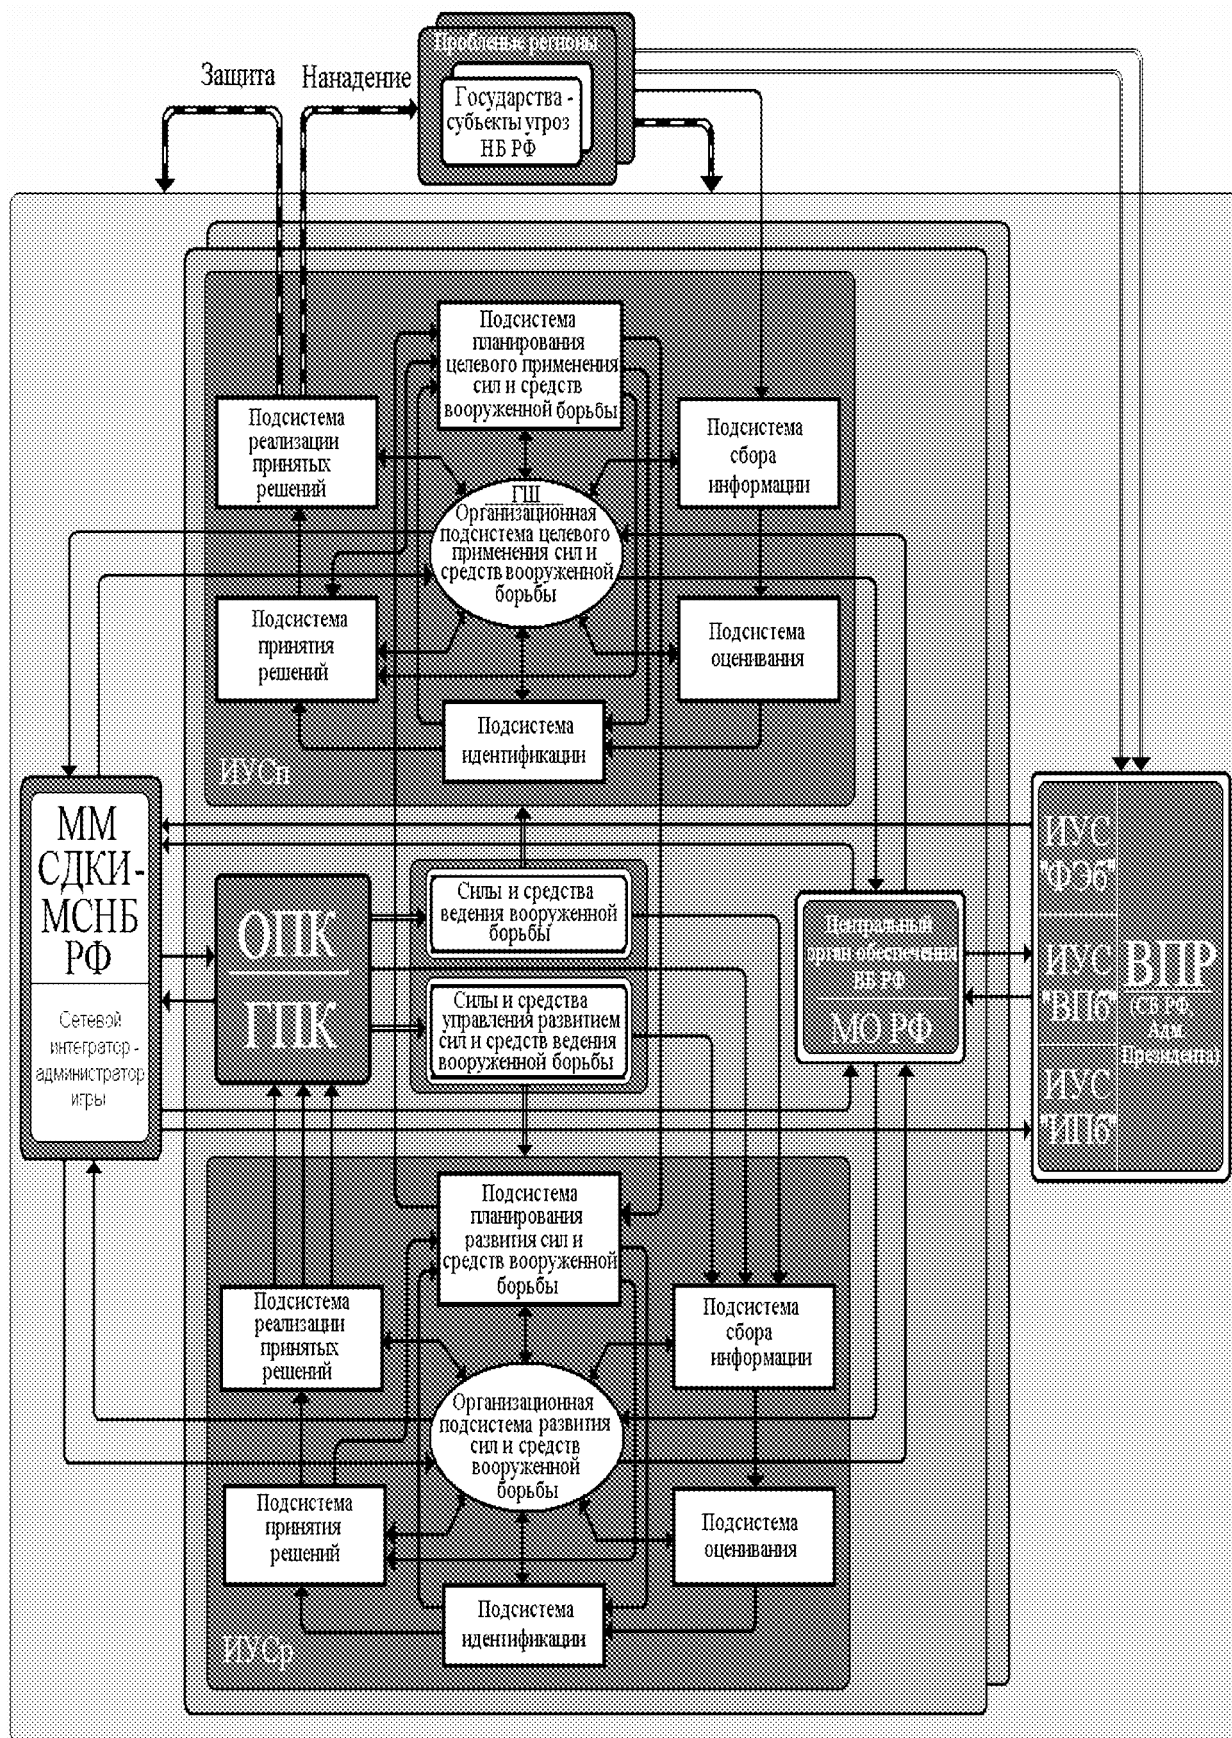 Защита
Нанадение
Пробленые регионы
Государства -
субъекты угроз
НБ РФ
Подсистема
планирования
целевого применения
сил и средств
вооруженной борьбы
Подсистема
реализации
принятых
решений
Подсистема
сбора
информации
ГШ
Организационная
подсистема целевого
применения сил и
средств вооруженной
борьбы
Подсистема
принятия
решений
Подсистема
оценивания
Подсистема
идентификации
ИУСп
ММ
СДКИ-
МСНБ
РФ
Сетевой
интегратор -
администратор
игры
ОПК
ГПК
Силы и средства
ведения вооруженной
борьбы
Силы и средства
управления развитием
сил и средств ведения
вооруженной борьбы
Центральный
орган обеспечения
ВБ РФ
МО РФ
ИУС
"ФЭб"
ИУС
"ВПб"
ИУС
"ИПб"
ВПР
(СБ РФ,
Адм.
Президента)
Подсистема
планирования
развития сил и
средств вооруженной
борьбы
Подсистема
реализации
принятых
решений
Подсистема
сбора
информации
Организационная
подсистема развития
сил и средств
вооруженной
борьбы
Подсистема
принятия
решений
Подсистема
оценивания
Подсистема
идентификации
ИУСр